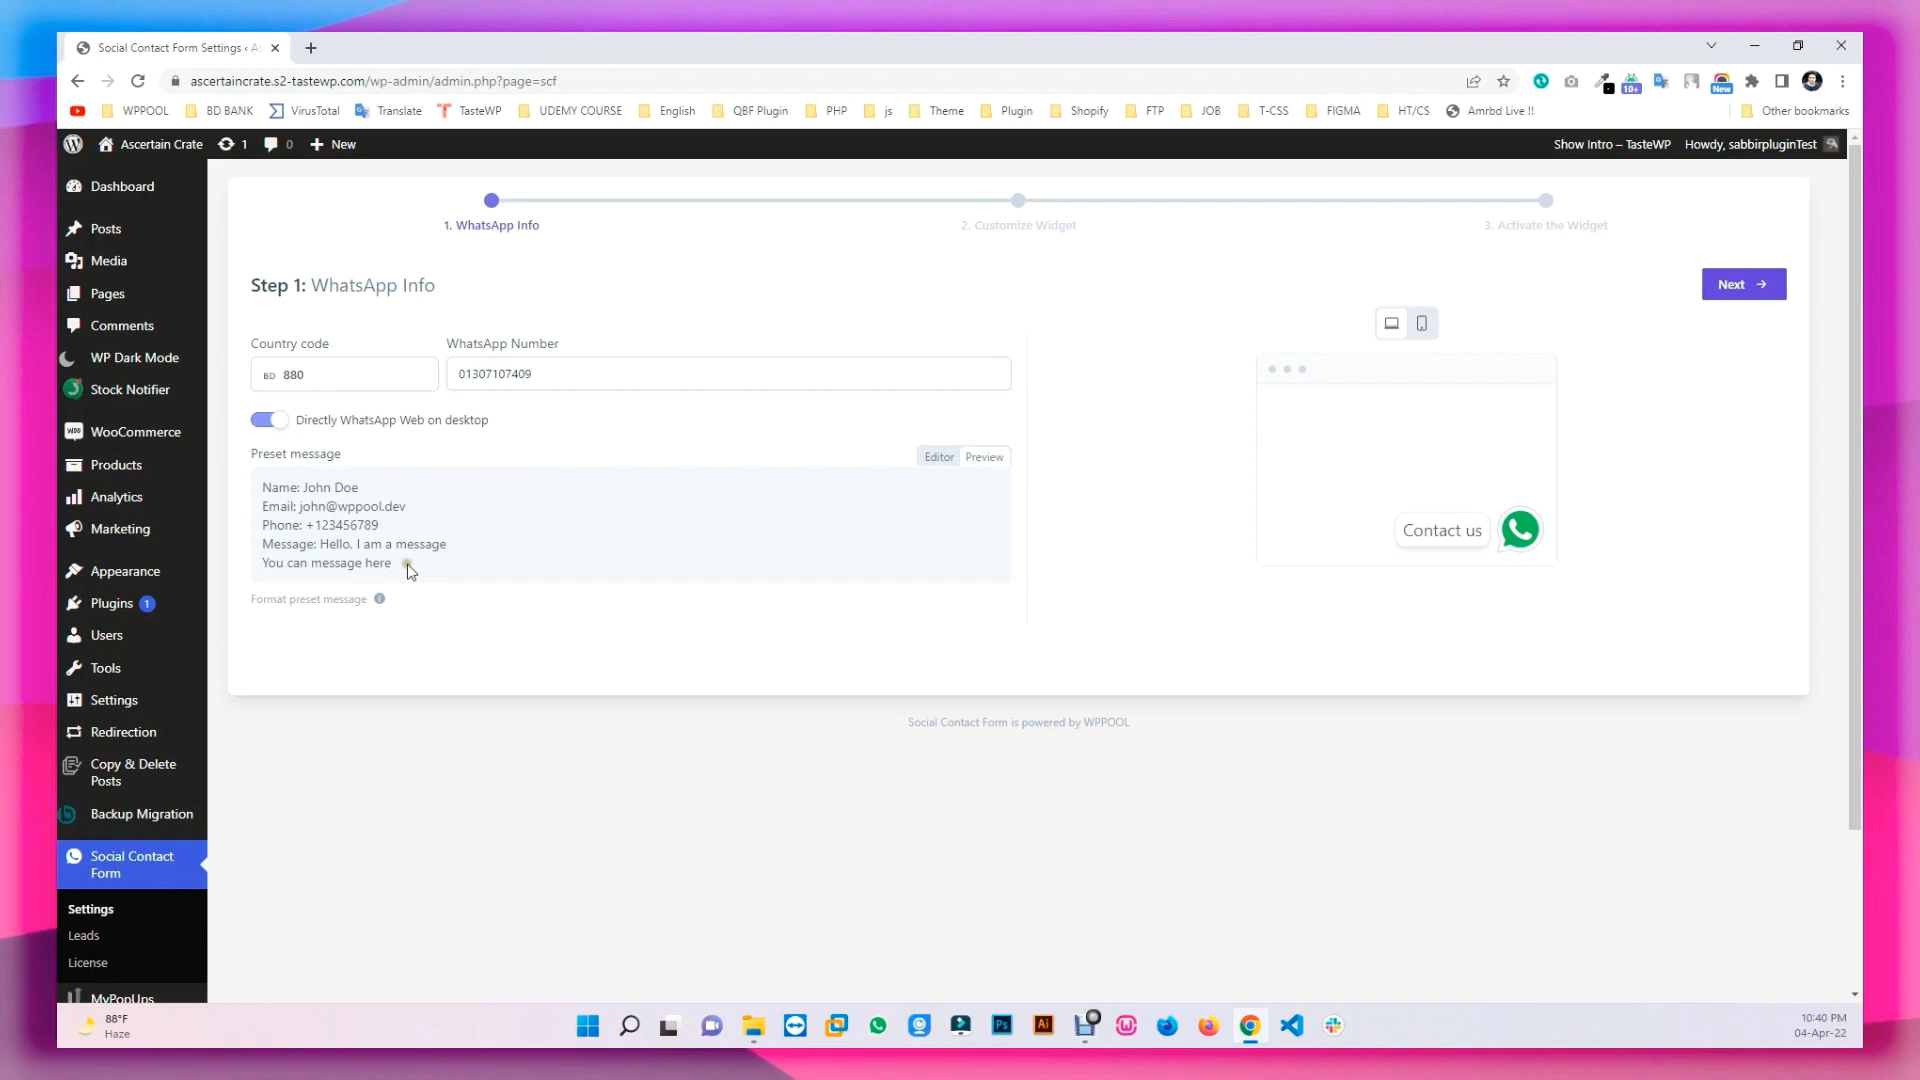 Social Contact Form Settings ‹ As
ascertaincrate.s2-tastewp.com/wp-admin/admin.php?page=scf
10+
New
WPPOOL
BD BANK
VirusTotal
Translate
TasteWP
UDEMY COURSE
English
QBF Plugin
PHP
js
Theme
Plugin
Shopify
FTP
JOB
T-CSS
FIGMA
HT/CS
Amrbd Live !!
Other bookmarks
Ascertain Crate
1
0
New
Show Intro – TasteWP
Howdy, sabbirpluginTest
Dashboard
Posts
Media
Pages
Comments
WP Dark Mode
Stock Notifier
WooCommerce
Products
Analytics
Marketing
Appearance
Plugins 1
Users
Tools
Settings
Redirection
Copy & Delete
Posts
Backup Migration
Social Contact
Form
Settings
Leads
License
MyPopUps
1. WhatsApp Info
2. Customize Widget
3. Activate the Widget
Step 1: WhatsApp Info
Next
Country code
WhatsApp Number
BD 880
01307107409
Directly WhatsApp Web on desktop
Preset message
Editor
Preview
Name: John Doe
Email: john@wppool.dev
Phone: +123456789
Message: Hello, I am a message
You can message here
Format preset message
Contact us
Social Contact Form is powered by WPPOOL
88°F
Haze
Ps
Ai
10:40 PM
04-Apr-22